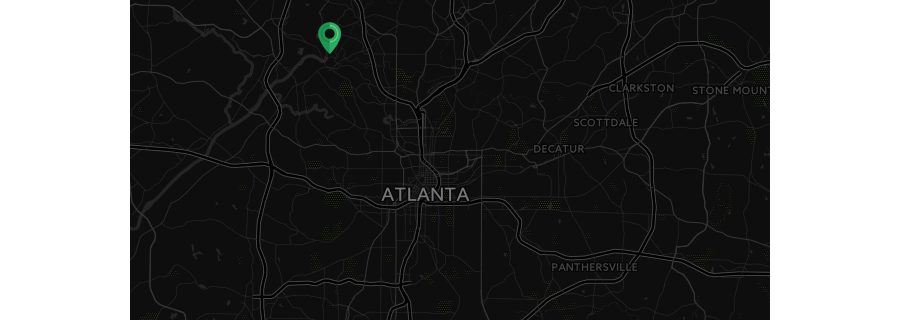 CLARKSTON
STONE MOUNT
SCOTTDALE
DECATUR
ATLANTA
PANTHERSVILLE